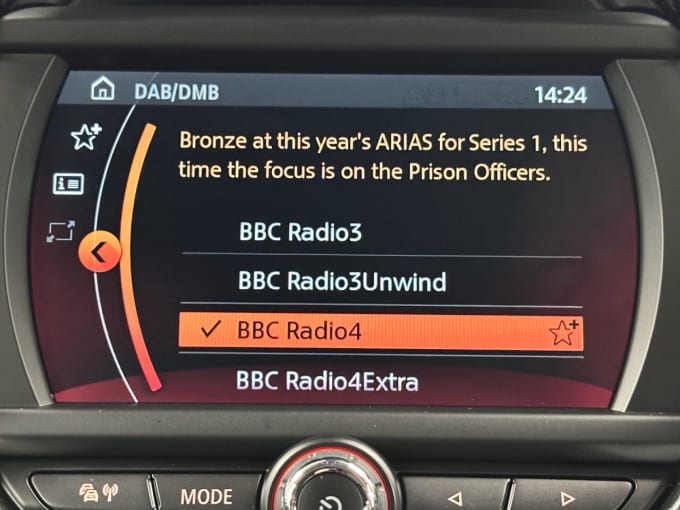 DAB/DMB 14:24
Bronze at this year's ARIAS for Series 1, this
time the focus is on the Prison Officers.
BBC Radio3
BBC Radio3Unwind
BBC Radio4
BBC Radio4Extra
MODE